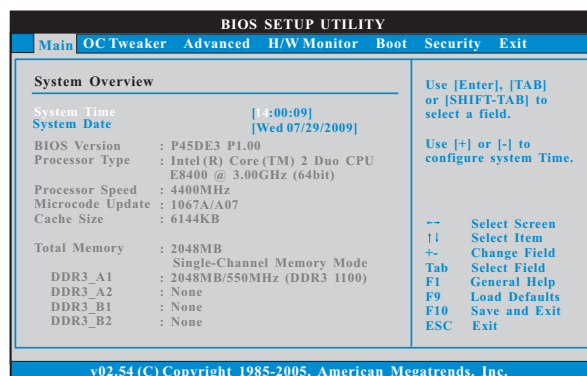 BIOS SETUP UTILITY
Main OC Tweaker Advanced H/W Monitor Boot Security Exit
System Overview
System Time [14:00:09]
System Date [Wed 07/29/2009]
BIOS Version : P45DE3 P1.00
Processor Type : Intel (R) Core (TM) 2 Duo CPU
E8400 @ 3.00GHz (64bit)
Processor Speed : 4400MHz
Microcode Update : 1067A/A07
Cache Size : 6144KB
Total Memory : 2048MB
Single-Channel Memory Mode
DDR3_A1 : 2048MB/550MHz (DDR3 1100)
DDR3_A2 : None
DDR3_B1 : None
DDR3_B2 : None
Use [Enter], [TAB]
or [SHIFT-TAB] to
select a field.
Use [+] or [-] to
configure system Time.
←→ Select Screen
↑↓ Select Item
+- Change Field
Tab Select Field
F1 General Help
F9 Load Defaults
F10 Save and Exit
ESC Exit
v02.54 (C) Copyright 1985-2005, American Megatrends, Inc.